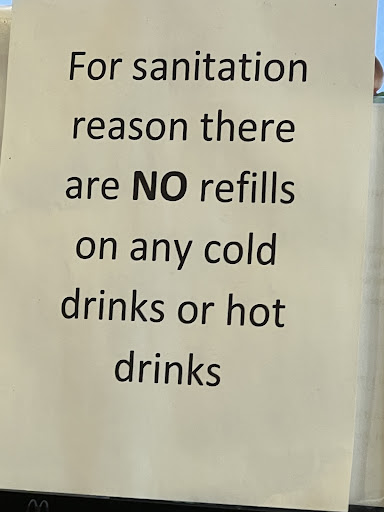 For sanitation
reason there
are NO refills
on any cold
drinks or hot
drinks